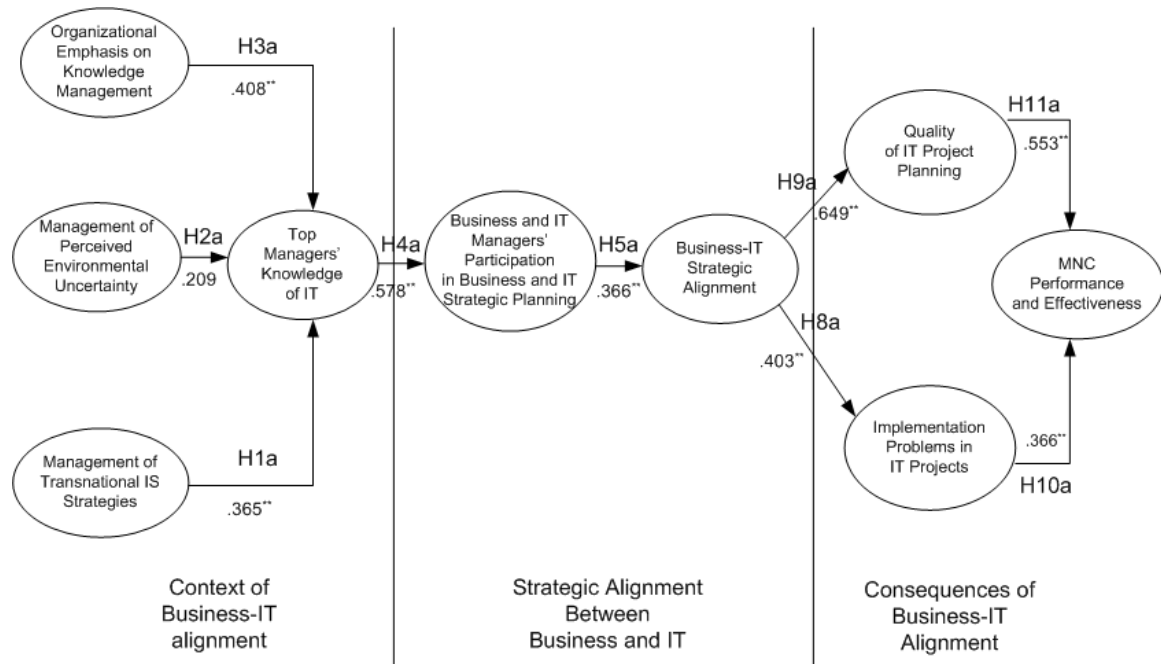 Organizational
Emphasis on
Knowledge
Management
H3a
.408**
Management of
Perceived
Environmental
Uncertainty
H2a
.209
Top
Managers'
Knowledge
of IT
Management of
Transnational IS
Strategies
H1a
.365**
H4a
.578**
Business and IT
Managers'
Participation
in Business and IT
Strategic Planning
H5a
.366**
Business-IT
Strategic
Alignment
H9a
.649**
H8a
.403**
Quality
of IT Project
Planning
H11a
.553**
Implementation
Problems in
IT Projects
.366**
H10a
MNC
Performance
and Effectiveness
Context of
Business-IT
alignment
Strategic Alignment
Between
Business and IT
Consequences of
Business-IT
Alignment